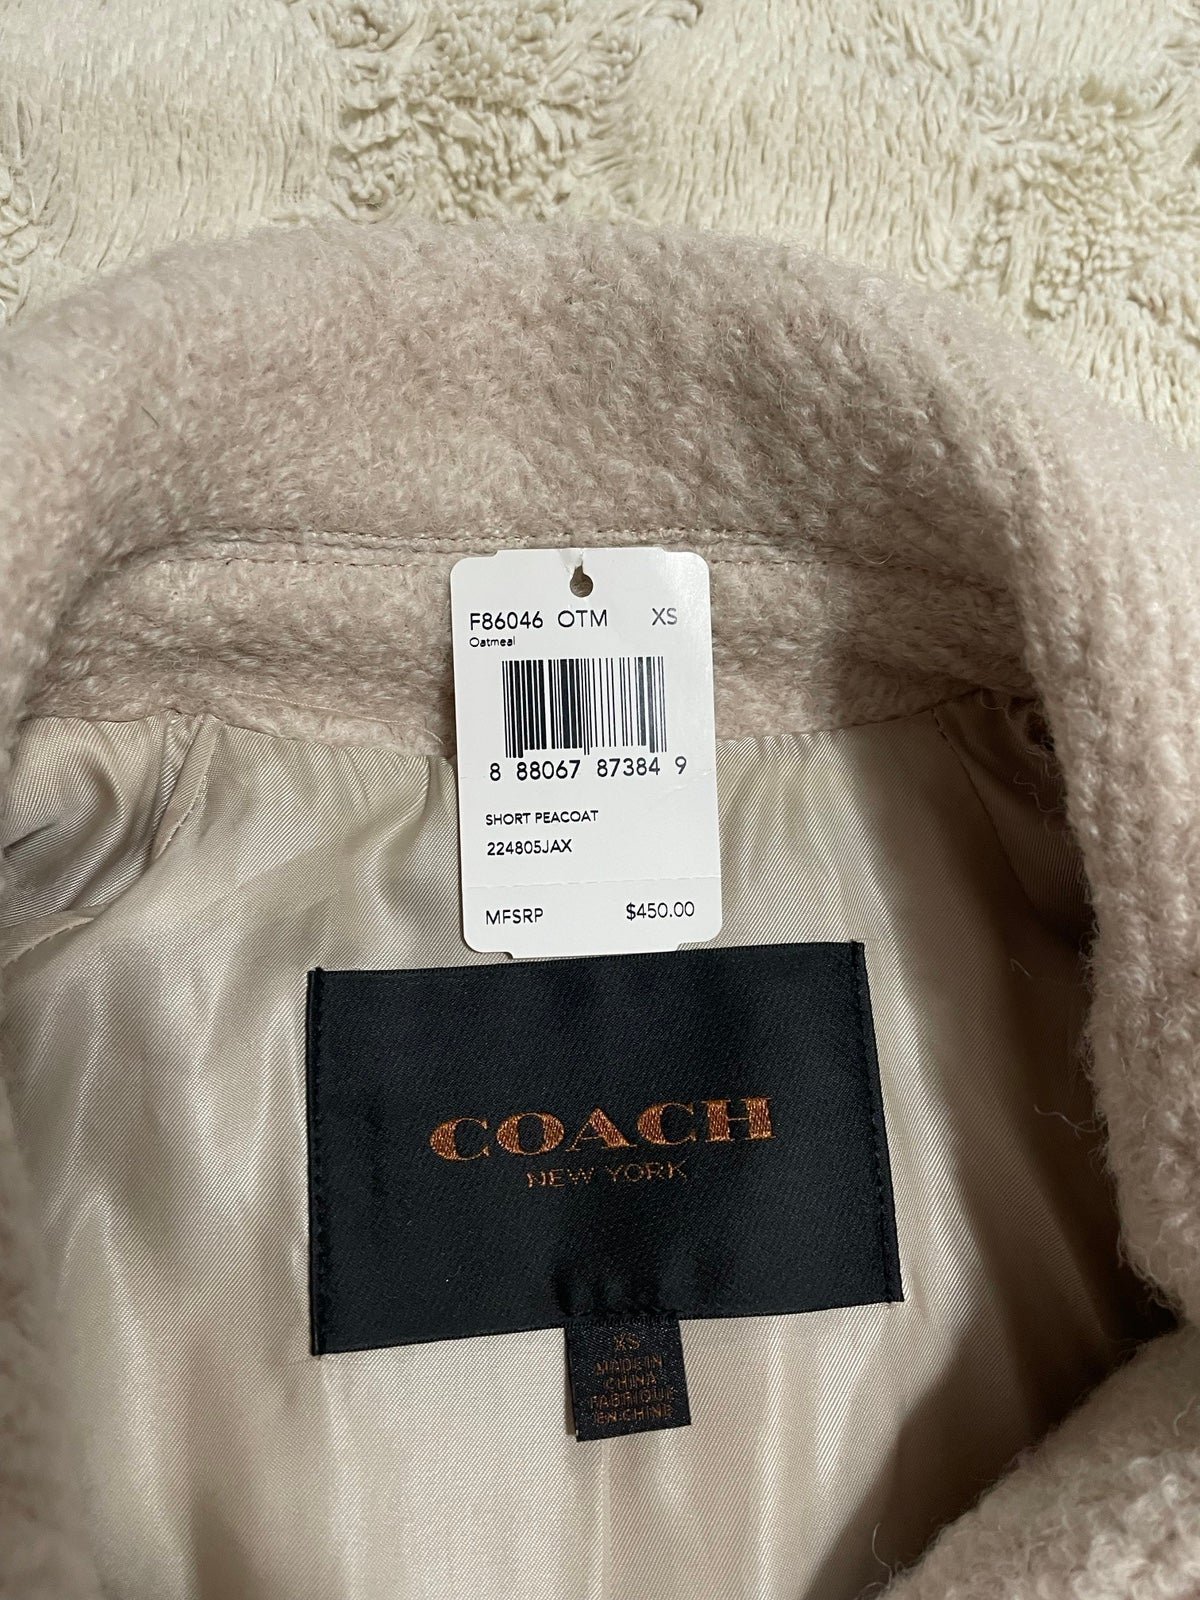 F86046 OTM XS
Oatmeal
8 88067 87384 9
SHORT PEACOAT
224805JAX
MFSRP $450.00
COACH
NEW YORK
XS
MADE IN
CHINA
FABRIQUE
EN CHINE